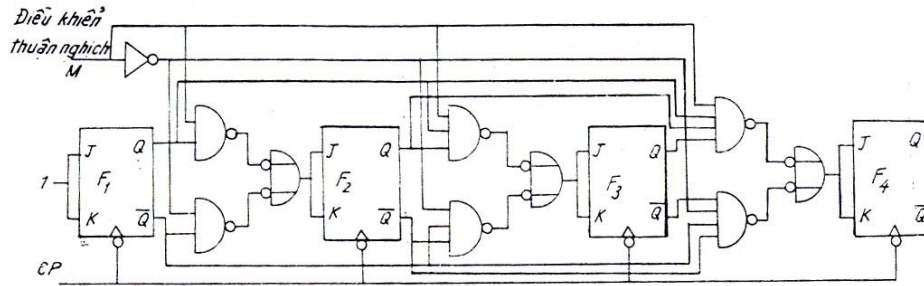 Điều khiển
thuận nghịch
M
J Q
1 F1
K Q̅
J Q
F2
K Q̅
J Q
F3
K Q̅
J Q
F4
K Q̅
CP